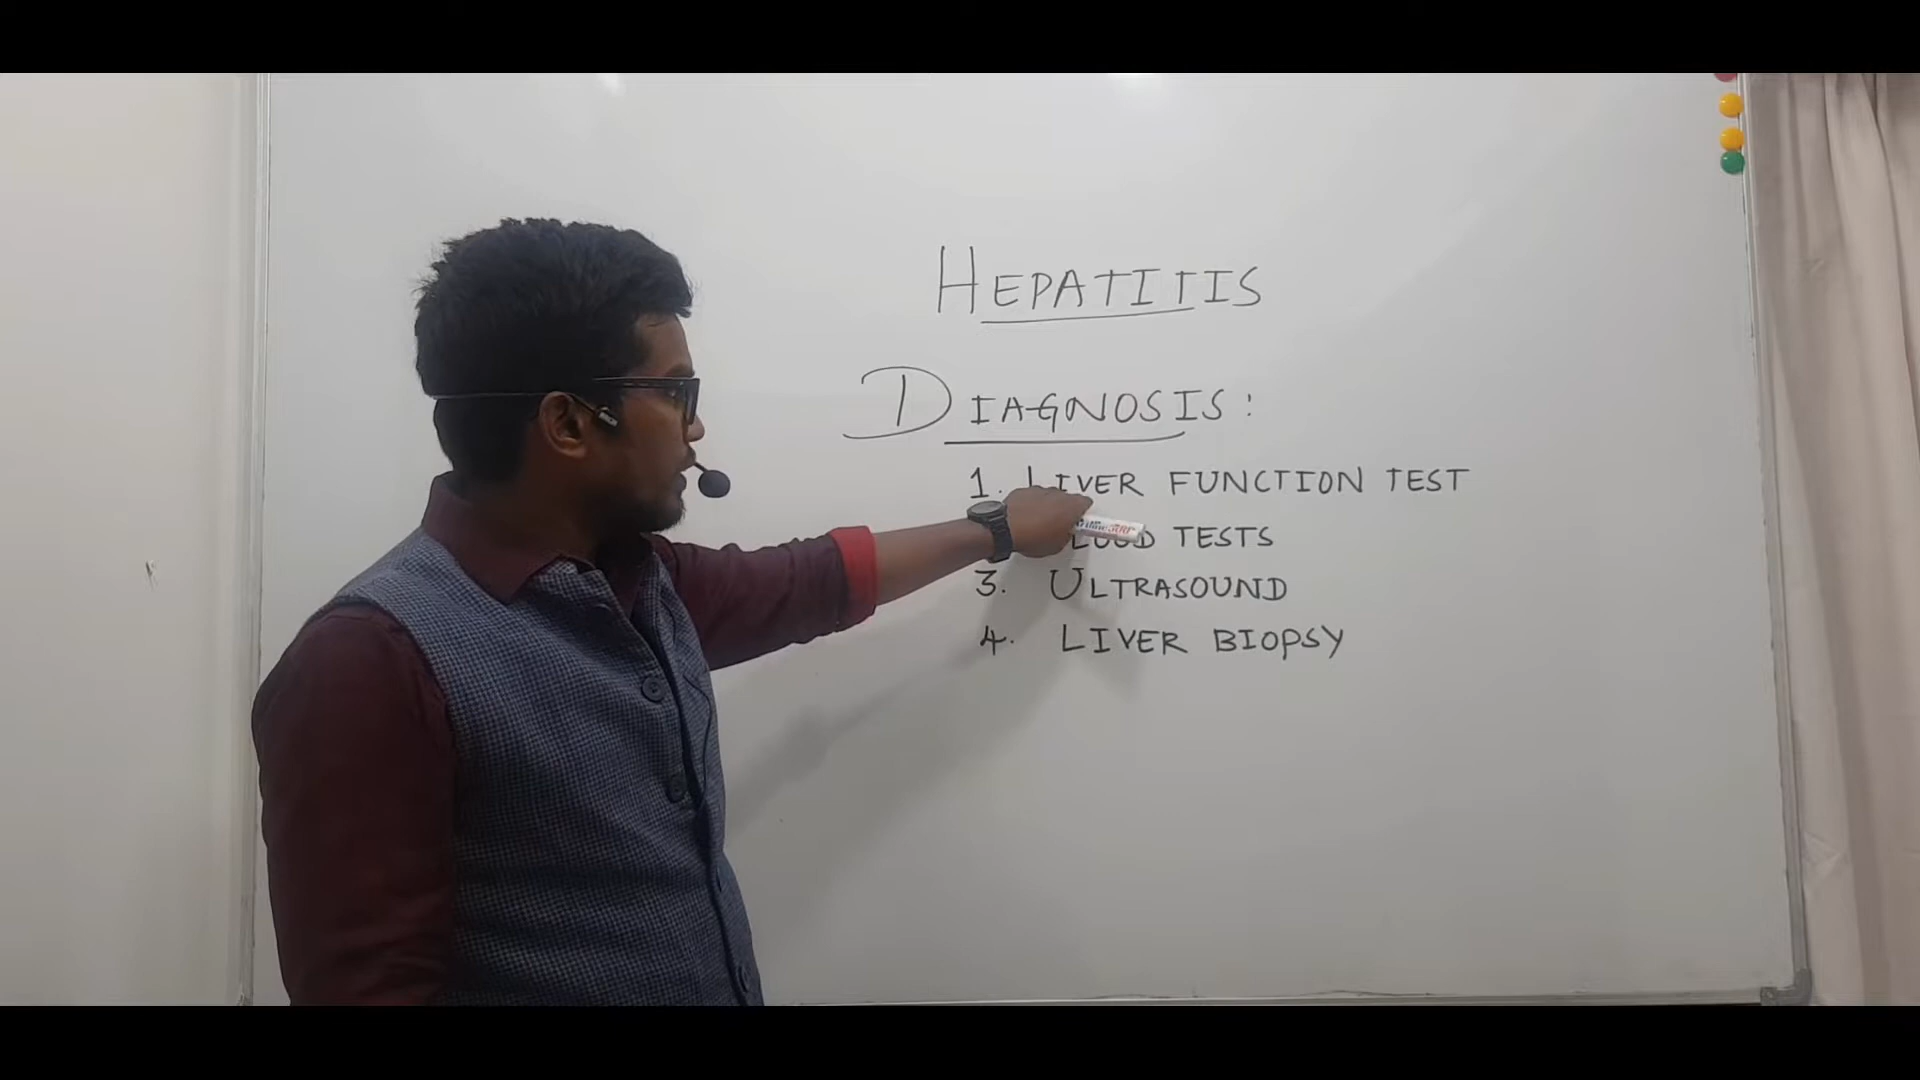 HEPATITIS
DIAGNOSIS:
1. LIVER FUNCTION TEST
TESTS
3. ULTRASOUND
4. LIVER BIOPSY